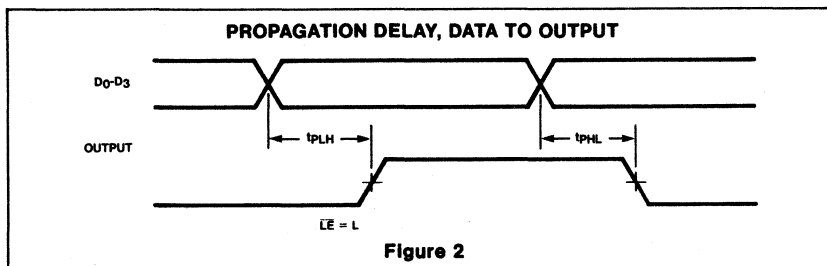 PROPAGATION DELAY, DATA TO OUTPUT
D0-D3
tPLH
tPHL
OUTPUT
LE = L
Figure 2